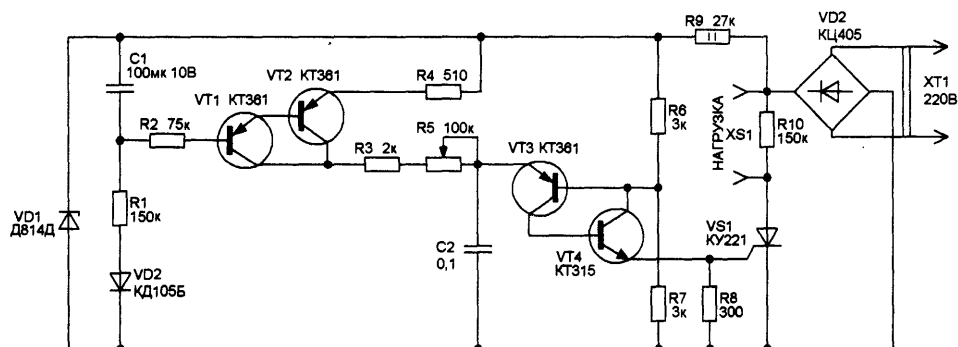 R9 27к
VD2
КЦ405
C1
100мк 10В
VT2 КТ361
R4 510
VT1 КТ361
ХТ1
220В
R2 75к
R5 100к
R6
3к
НАГРУЗКА
XS1
R10
150к
R3 2к
VT3 КТ361
R1
150к
VD1
Д814Д
VS1
КУ221
C2
0,1
VT4
КТ315
VD2
КД105Б
R7
3к
R8
300